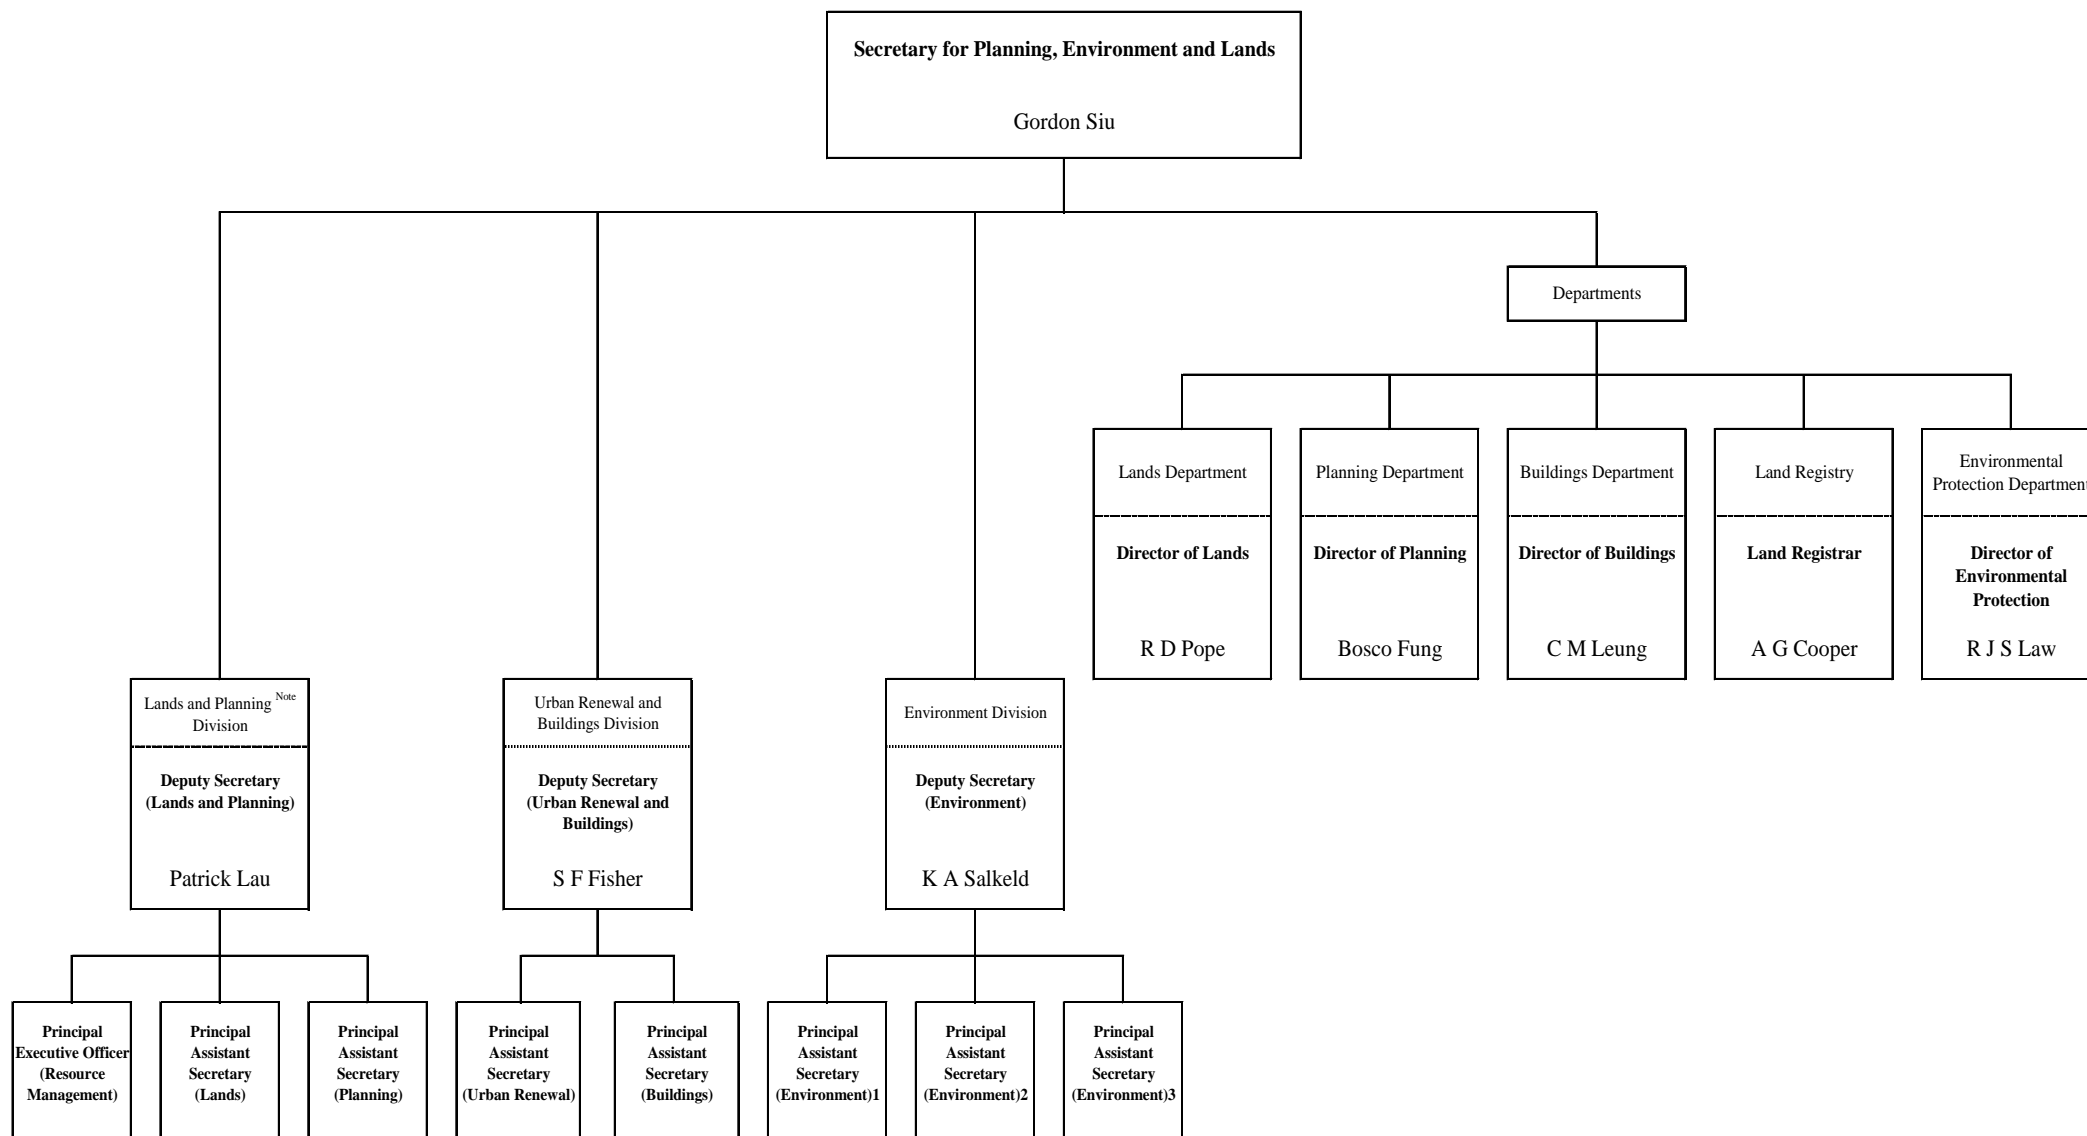 Secretary for Planning, Environment and Lands
Gordon Siu
Departments
Lands Department
Director of Lands
R D Pope
Planning Department
Director of Planning
Bosco Fung
Buildings Department
Director of Buildings
C M Leung
Land Registry
Land Registrar
A G Cooper
Environmental
Protection Department
Director of
Environmental
Protection
R J S Law
Lands and Planning Note
Division
Deputy Secretary
(Lands and Planning)
Patrick Lau
Urban Renewal and
Buildings Division
Deputy Secretary
(Urban Renewal and
Buildings)
S F Fisher
Environment Division
Deputy Secretary
(Environment)
K A Salkeld
Principal
Executive Officer
(Resource
Management)
Principal
Assistant
Secretary
(Lands)
Principal
Assistant
Secretary
(Planning)
Principal
Assistant
Secretary
(Urban Renewal)
Principal
Assistant
Secretary
(Buildings)
Principal
Assistant
Secretary
(Environment)1
Principal
Assistant
Secretary
(Environment)2
Principal
Assistant
Secretary
(Environment)3